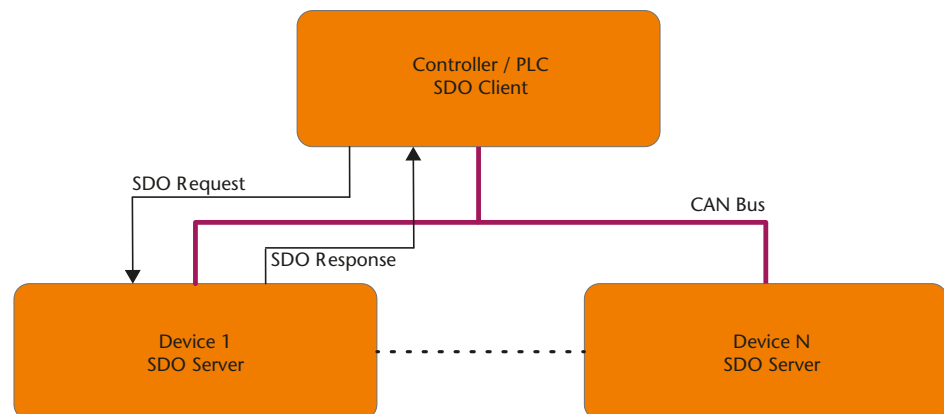 Controller / PLC
SDO Client
SDO Request
CAN Bus
SDO Response
Device 1
SDO Server
Device N
SDO Server